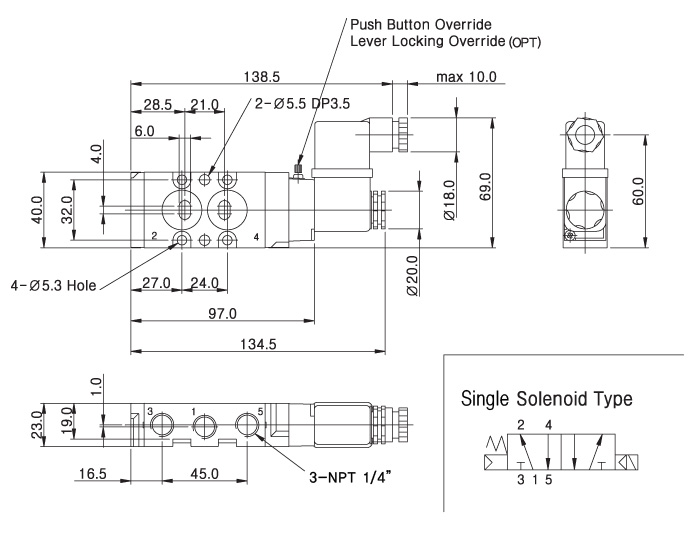 Push Button Override
Lever Locking Override (OPT)
138.5
max 10.0
28.5
21.0
2-Ø5.5 DP3.5
6.0
4.0
40.0
32.0
2
4
Ø18.0
69.0
60.0
Ø20.0
4-Ø5.3 Hole
27.0
24.0
97.0
134.5
1.0
23.0
19.0
3
1
5
16.5
45.0
3-NPT 1/4"
Single Solenoid Type
2 4
3 1 5